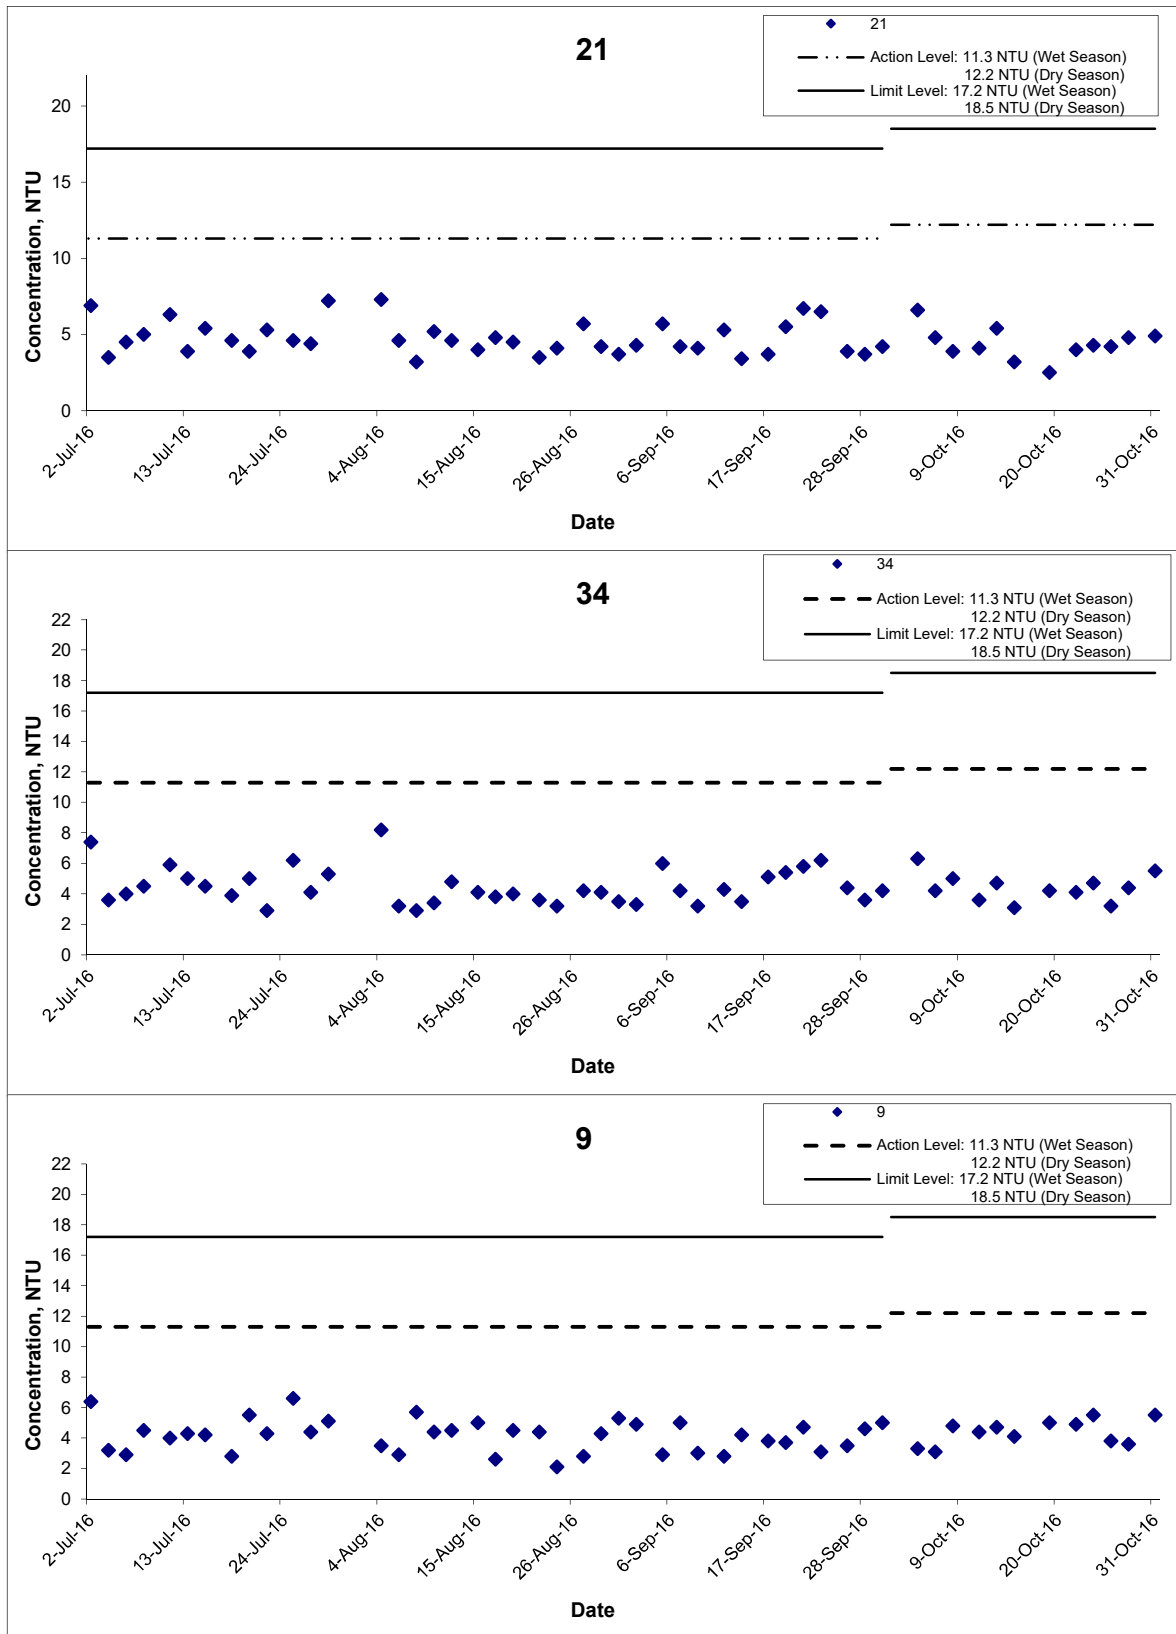 21
21
Action Level: 11.3 NTU (Wet Season)
12.2 NTU (Dry Season)
Limit Level: 17.2 NTU (Wet Season)
18.5 NTU (Dry Season)
Concentration, NTU
20
15
10
5
0
2-Jul-16
13-Jul-16
24-Jul-16
4-Aug-16
15-Aug-16
26-Aug-16
6-Sep-16
17-Sep-16
28-Sep-16
9-Oct-16
20-Oct-16
31-Oct-16
Date
34
34
Action Level: 11.3 NTU (Wet Season)
12.2 NTU (Dry Season)
Limit Level: 17.2 NTU (Wet Season)
18.5 NTU (Dry Season)
Concentration, NTU
22
20
18
16
14
12
10
8
6
4
2
0
2-Jul-16
13-Jul-16
24-Jul-16
4-Aug-16
15-Aug-16
26-Aug-16
6-Sep-16
17-Sep-16
28-Sep-16
9-Oct-16
20-Oct-16
31-Oct-16
Date
9
9
Action Level: 11.3 NTU (Wet Season)
12.2 NTU (Dry Season)
Limit Level: 17.2 NTU (Wet Season)
18.5 NTU (Dry Season)
Concentration, NTU
22
20
18
16
14
12
10
8
6
4
2
0
2-Jul-16
13-Jul-16
24-Jul-16
4-Aug-16
15-Aug-16
26-Aug-16
6-Sep-16
17-Sep-16
28-Sep-16
9-Oct-16
20-Oct-16
31-Oct-16
Date